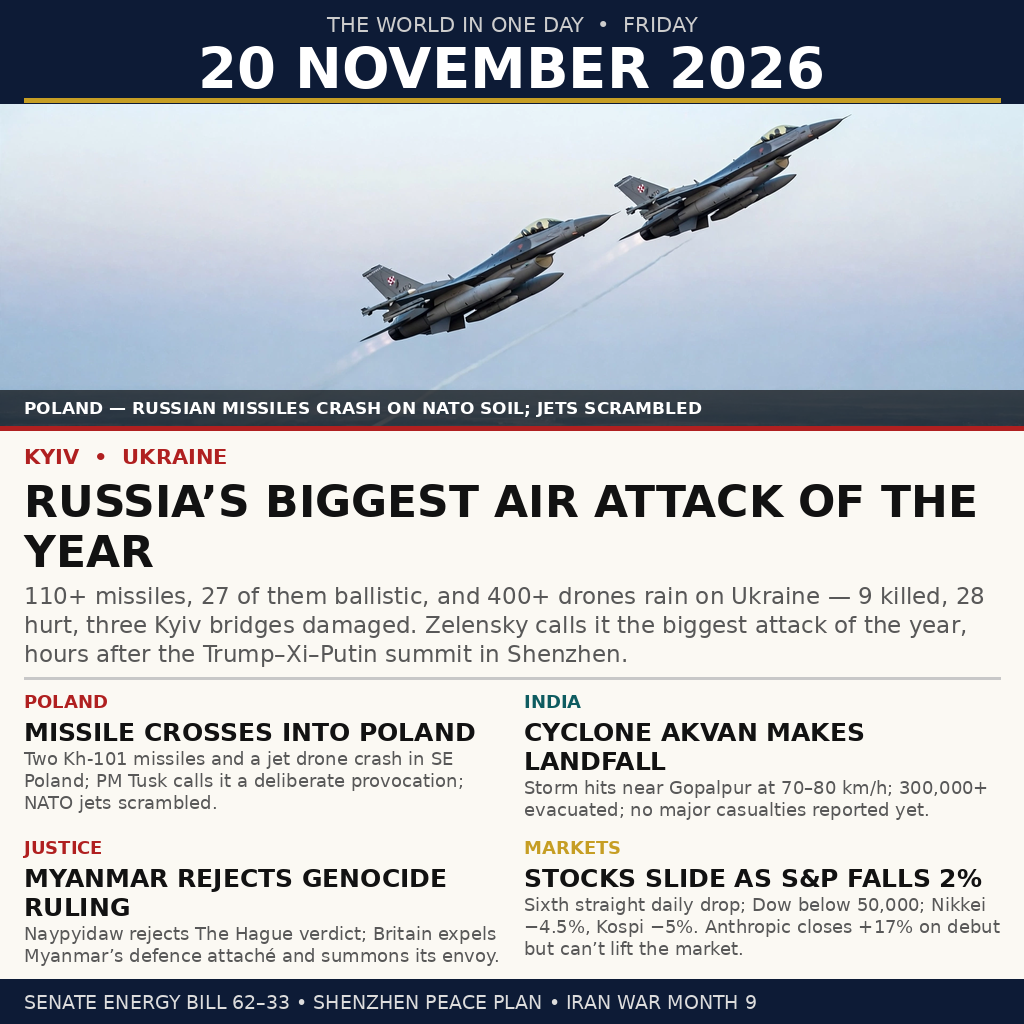 THE WORLD IN ONE DAY • FRIDAY
20 NOVEMBER 2026
POLAND — RUSSIAN MISSILES CRASH ON NATO SOIL; JETS SCRAMBLED
KYIV • UKRAINE
RUSSIA’S BIGGEST AIR ATTACK OF THE
YEAR
110+ missiles, 27 of them ballistic, and 400+ drones rain on Ukraine — 9 killed, 28
hurt, three Kyiv bridges damaged. Zelensky calls it the biggest attack of the year,
hours after the Trump–Xi–Putin summit in Shenzhen.
POLAND
MISSILE CROSSES INTO POLAND
Two Kh-101 missiles and a jet drone crash in SE
Poland; PM Tusk calls it a deliberate provocation;
NATO jets scrambled.
INDIA
CYCLONE AKVAN MAKES
LANDFALL
Storm hits near Gopalpur at 70–80 km/h; 300,000+
evacuated; no major casualties reported yet.
JUSTICE
MYANMAR REJECTS GENOCIDE
RULING
Naypyidaw rejects The Hague verdict; Britain expels
Myanmar’s defence attaché and summons its envoy.
MARKETS
STOCKS SLIDE AS S&P FALLS 2%
Sixth straight daily drop; Dow below 50,000; Nikkei
−4.5%, Kospi −5%. Anthropic closes +17% on debut
but can’t lift the market.
SENATE ENERGY BILL 62–33 • SHENZHEN PEACE PLAN • IRAN WAR MONTH 9